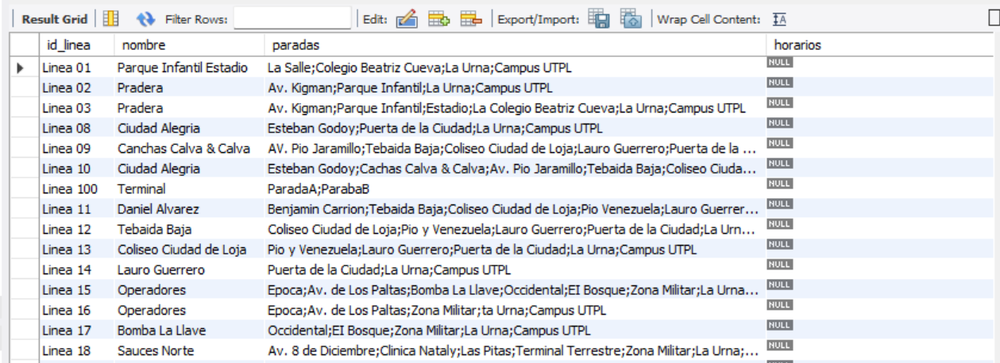 Result Grid Filter Rows: Edit: Export/Import: Wrap Cell Content: IA
id_linea nombre paradas horarios
Linea 01 Parque Infantil Estadio La Salle;Colegio Beatriz Cueva;La Urna;Campus UTPL NULL
Linea 02 Pradera Av. Kigman;Parque Infantil;La Urna;Campus UTPL NULL
Linea 03 Pradera Av. Kigman;Parque Infantil;Estadio;La Colegio Beatriz Cueva;La Urna;Campus UTPL NULL
Linea 08 Ciudad Alegria Esteban Godoy;Puerta de la Ciudad;La Urna;Campus UTPL NULL
Linea 09 Canchas Calva & Calva AV. Pio Jaramillo;Tebaida Baja;Coliseo Ciudad de Loja;Lauro Guerrero;Puerta de la ... NULL
Linea 10 Ciudad Alegria Esteban Godoy;Cachas Calva & Calva;Av. Pio Jaramillo;Tebaida Baja;Coliseo Ciuda... NULL
Linea 100 Terminal ParadaA;ParabaB NULL
Linea 11 Daniel Alvarez Benjamin Carrion;Tebaida Baja;Coliseo Ciudad de Loja;Pio Venezuela;Lauro Guerrer... NULL
Linea 12 Tebaida Baja Coliseo Ciudad de Loja;Pio y Venezuela;Lauro Guerrero;Puerta de la Ciudad;La Urn... NULL
Linea 13 Coliseo Ciudad de Loja Pio y Venezuela;Lauro Guerrero;Puerta de la Ciudad;La Urna;Campus UTPL NULL
Linea 14 Lauro Guerrero Puerta de la Ciudad;La Urna;Campus UTPL NULL
Linea 15 Operadores Epoca;Av. de Los Paltas;Bomba La Llave;Occidental;EI Bosque;Zona Militar;La Urna... NULL
Linea 16 Operadores Epoca;Av. de Los Paltas;Zona Militar;ta Urna;Campus UTPL NULL
Linea 17 Bomba La Llave Occidental;EI Bosque;Zona Militar;La Urna;Campus UTPL NULL
Linea 18 Sauces Norte Av. 8 de Diciembre;Clinica Nataly;Las Pitas;Terminal Terrestre;Zona Militar;La Urna;... NULL